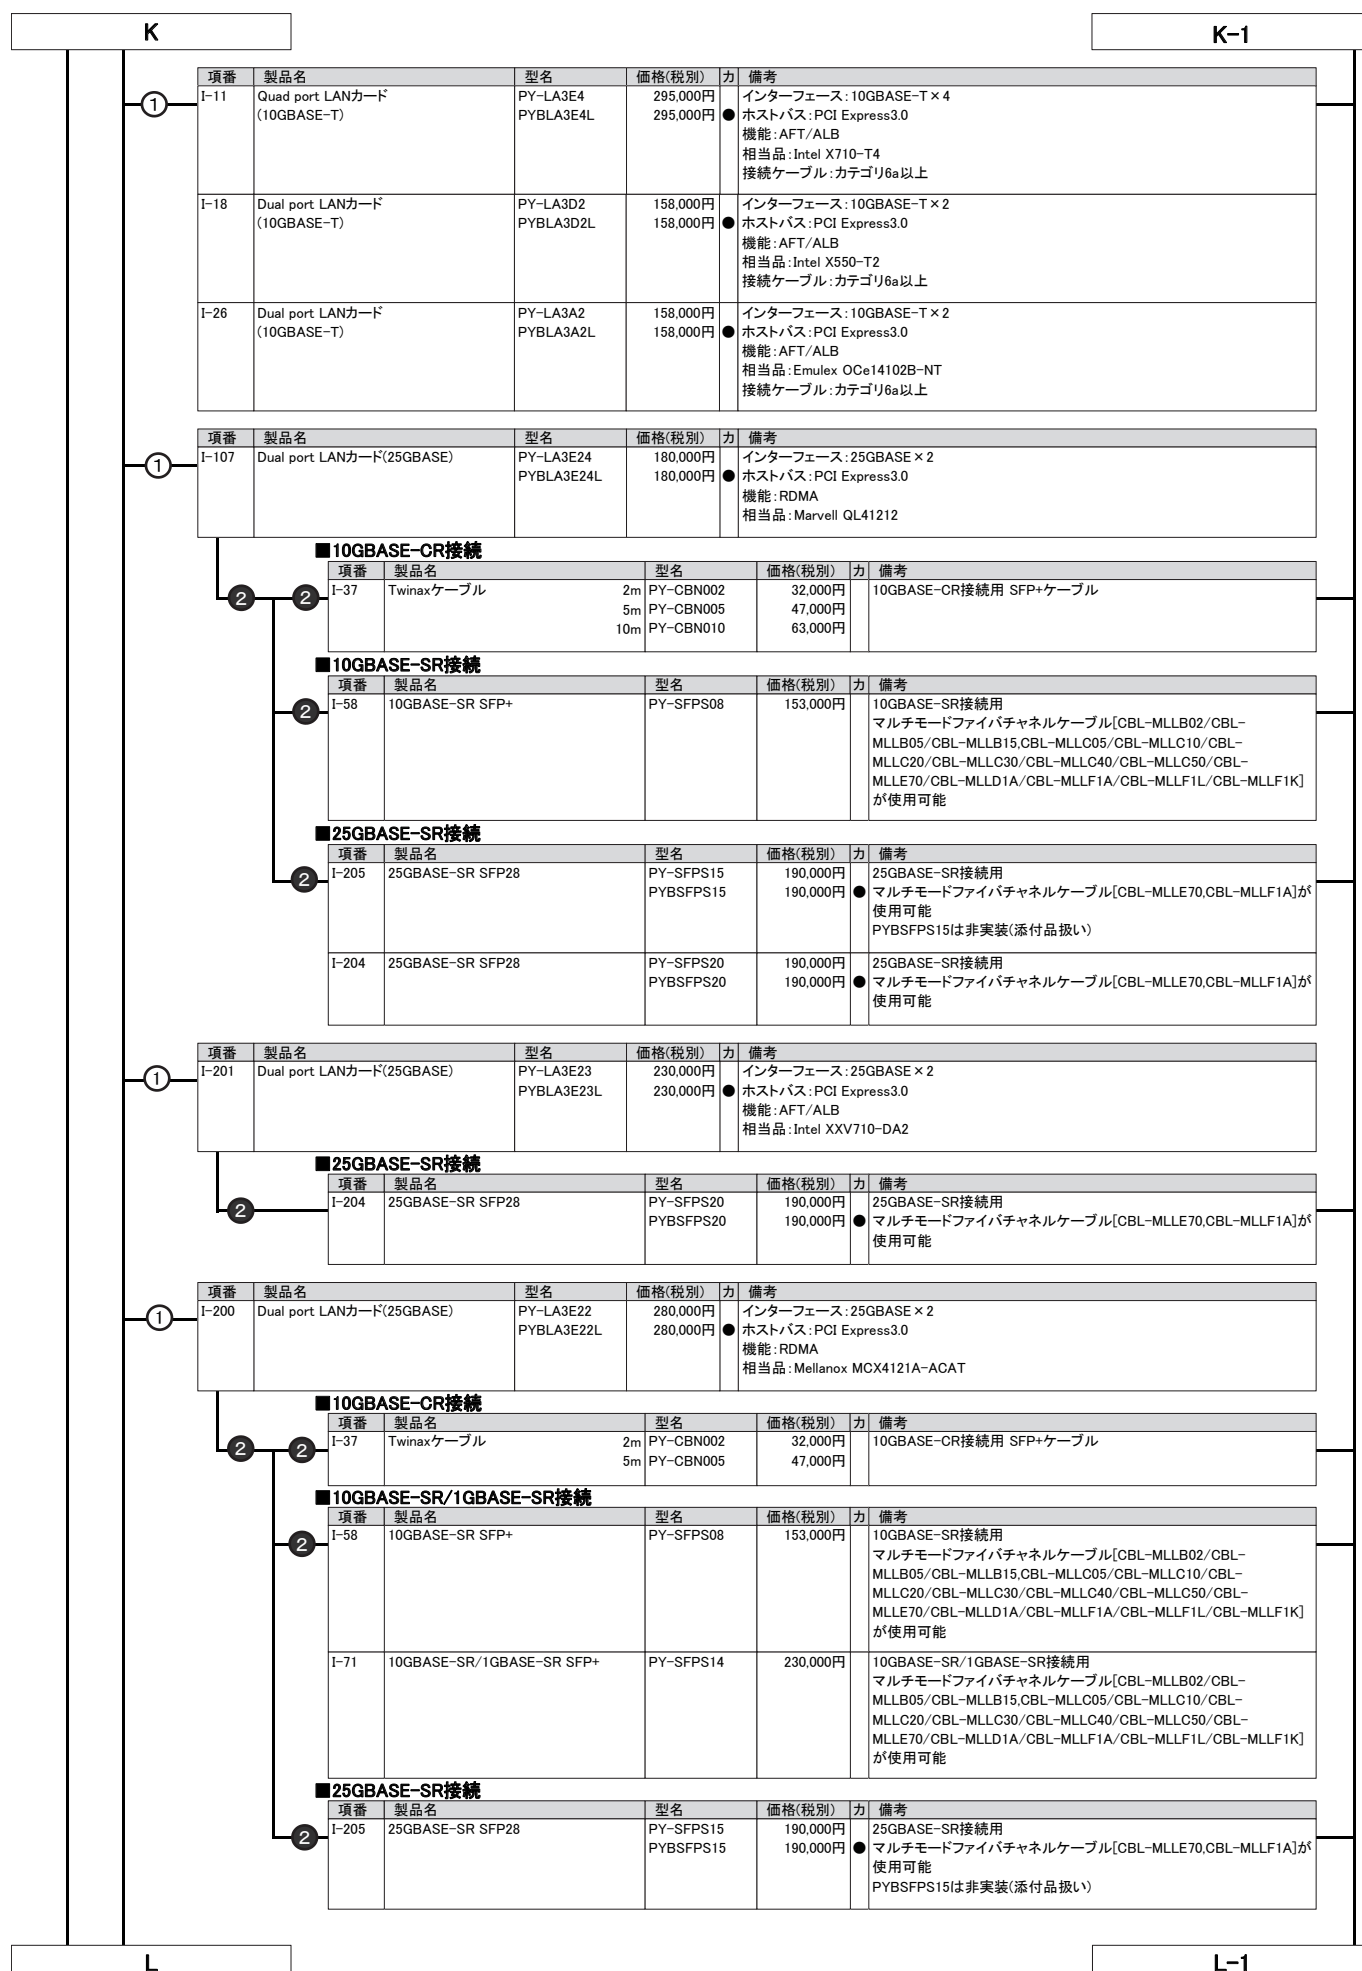 K
K-1
項番 製品名 型名 価格(税別) カ 備考
① I-11 Quad port LANカード PY-LA3E4 295,000円 インターフェース:10GBASE-T×4
(10GBASE-T) PYBLA3E4L 295,000円 ● ホストバス:PCI Express3.0
機能:AFT/ALB
相当品:Intel X710-T4
接続ケーブル:カテゴリ6a以上
I-18 Dual port LANカード PY-LA3D2 158,000円 インターフェース:10GBASE-T×2
(10GBASE-T) PYBLA3D2L 158,000円 ● ホストバス:PCI Express3.0
機能:AFT/ALB
相当品:Intel X550-T2
接続ケーブル:カテゴリ6a以上
I-26 Dual port LANカード PY-LA3A2 158,000円 インターフェース:10GBASE-T×2
(10GBASE-T) PYBLA3A2L 158,000円 ● ホストバス:PCI Express3.0
機能:AFT/ALB
相当品:Emulex OCe14102B-NT
接続ケーブル:カテゴリ6a以上
項番 製品名 型名 価格(税別) カ 備考
① I-107 Dual port LANカード(25GBASE) PY-LA3E24 180,000円 インターフェース:25GBASE×2
PYBLA3E24L 180,000円 ● ホストバス:PCI Express3.0
機能:RDMA
相当品:Marvell QL41212
■10GBASE-CR接続
項番 製品名 型名 価格(税別) カ 備考
❷ ❷ I-37 Twinaxケーブル 2m PY-CBN002 32,000円 10GBASE-CR接続用 SFP+ケーブル
5m PY-CBN005 47,000円
10m PY-CBN010 63,000円
■10GBASE-SR接続
項番 製品名 型名 価格(税別) カ 備考
❷ I-58 10GBASE-SR SFP+ PY-SFPS08 153,000円 10GBASE-SR接続用
マルチモードファイバチャネルケーブル[CBL-MLLB02/CBL-
MLLB05/CBL-MLLB15,CBL-MLLC05/CBL-MLLC10/CBL-
MLLC20/CBL-MLLC30/CBL-MLLC40/CBL-MLLC50/CBL-
MLLE70/CBL-MLLD1A/CBL-MLLF1A/CBL-MLLF1L/CBL-MLLF1K]
が使用可能
■25GBASE-SR接続
項番 製品名 型名 価格(税別) カ 備考
❷ I-205 25GBASE-SR SFP28 PY-SFPS15 190,000円 25GBASE-SR接続用
PYBSFPS15 190,000円 ● マルチモードファイバチャネルケーブル[CBL-MLLE70,CBL-MLLF1A]が
使用可能
PYBSFPS15は非実装(添付品扱い)
I-204 25GBASE-SR SFP28 PY-SFPS20 190,000円 25GBASE-SR接続用
PYBSFPS20 190,000円 ● マルチモードファイバチャネルケーブル[CBL-MLLE70,CBL-MLLF1A]が
使用可能
項番 製品名 型名 価格(税別) カ 備考
① I-201 Dual port LANカード(25GBASE) PY-LA3E23 230,000円 インターフェース:25GBASE×2
PYBLA3E23L 230,000円 ● ホストバス:PCI Express3.0
機能:AFT/ALB
相当品:Intel XXV710-DA2
■25GBASE-SR接続
項番 製品名 型名 価格(税別) カ 備考
❷ I-204 25GBASE-SR SFP28 PY-SFPS20 190,000円 25GBASE-SR接続用
PYBSFPS20 190,000円 ● マルチモードファイバチャネルケーブル[CBL-MLLE70,CBL-MLLF1A]が
使用可能
項番 製品名 型名 価格(税別) カ 備考
① I-200 Dual port LANカード(25GBASE) PY-LA3E22 280,000円 インターフェース:25GBASE×2
PYBLA3E22L 280,000円 ● ホストバス:PCI Express3.0
機能:RDMA
相当品:Mellanox MCX4121A-ACAT
■10GBASE-CR接続
項番 製品名 型名 価格(税別) カ 備考
❷ ❷ I-37 Twinaxケーブル 2m PY-CBN002 32,000円 10GBASE-CR接続用 SFP+ケーブル
5m PY-CBN005 47,000円
■10GBASE-SR/1GBASE-SR接続
項番 製品名 型名 価格(税別) カ 備考
❷ I-58 10GBASE-SR SFP+ PY-SFPS08 153,000円 10GBASE-SR接続用
マルチモードファイバチャネルケーブル[CBL-MLLB02/CBL-
MLLB05/CBL-MLLB15,CBL-MLLC05/CBL-MLLC10/CBL-
MLLC20/CBL-MLLC30/CBL-MLLC40/CBL-MLLC50/CBL-
MLLE70/CBL-MLLD1A/CBL-MLLF1A/CBL-MLLF1L/CBL-MLLF1K]
が使用可能
I-71 10GBASE-SR/1GBASE-SR SFP+ PY-SFPS14 230,000円 10GBASE-SR/1GBASE-SR接続用
マルチモードファイバチャネルケーブル[CBL-MLLB02/CBL-
MLLB05/CBL-MLLB15,CBL-MLLC05/CBL-MLLC10/CBL-
MLLC20/CBL-MLLC30/CBL-MLLC40/CBL-MLLC50/CBL-
MLLE70/CBL-MLLD1A/CBL-MLLF1A/CBL-MLLF1L/CBL-MLLF1K]
が使用可能
■25GBASE-SR接続
項番 製品名 型名 価格(税別) カ 備考
❷ I-205 25GBASE-SR SFP28 PY-SFPS15 190,000円 25GBASE-SR接続用
PYBSFPS15 190,000円 ● マルチモードファイバチャネルケーブル[CBL-MLLE70,CBL-MLLF1A]が
使用可能
PYBSFPS15は非実装(添付品扱い)
L
L-1